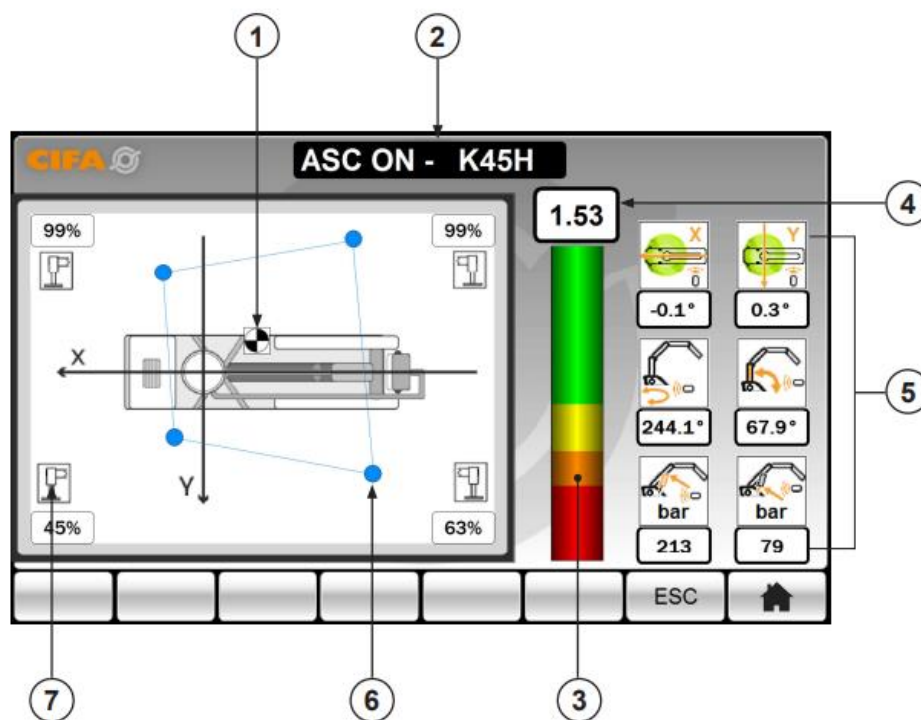 1
2
CIFA
ASC ON - K45H
4
1.53
99%
99%
X
Y
-0.1°
0.3°
X
5
244.1°
67.9°
Y
bar
bar
45%
63%
213
79
ESC
7
6
3